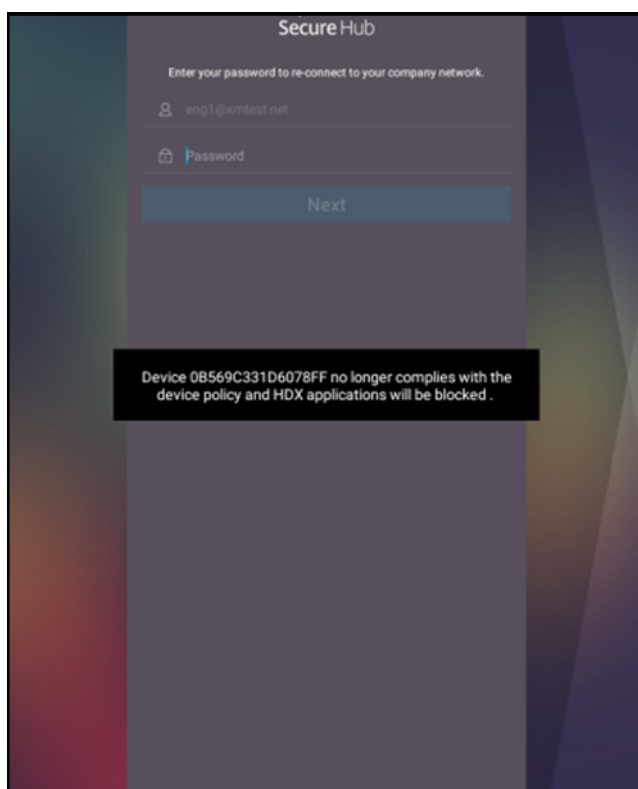 Secure Hub
Enter your password to re-connect to your company network.
eng1@xmtest.net
Password
Next
Device 0B569C331D6078FF no longer complies with the
device policy and HDX applications will be blocked .